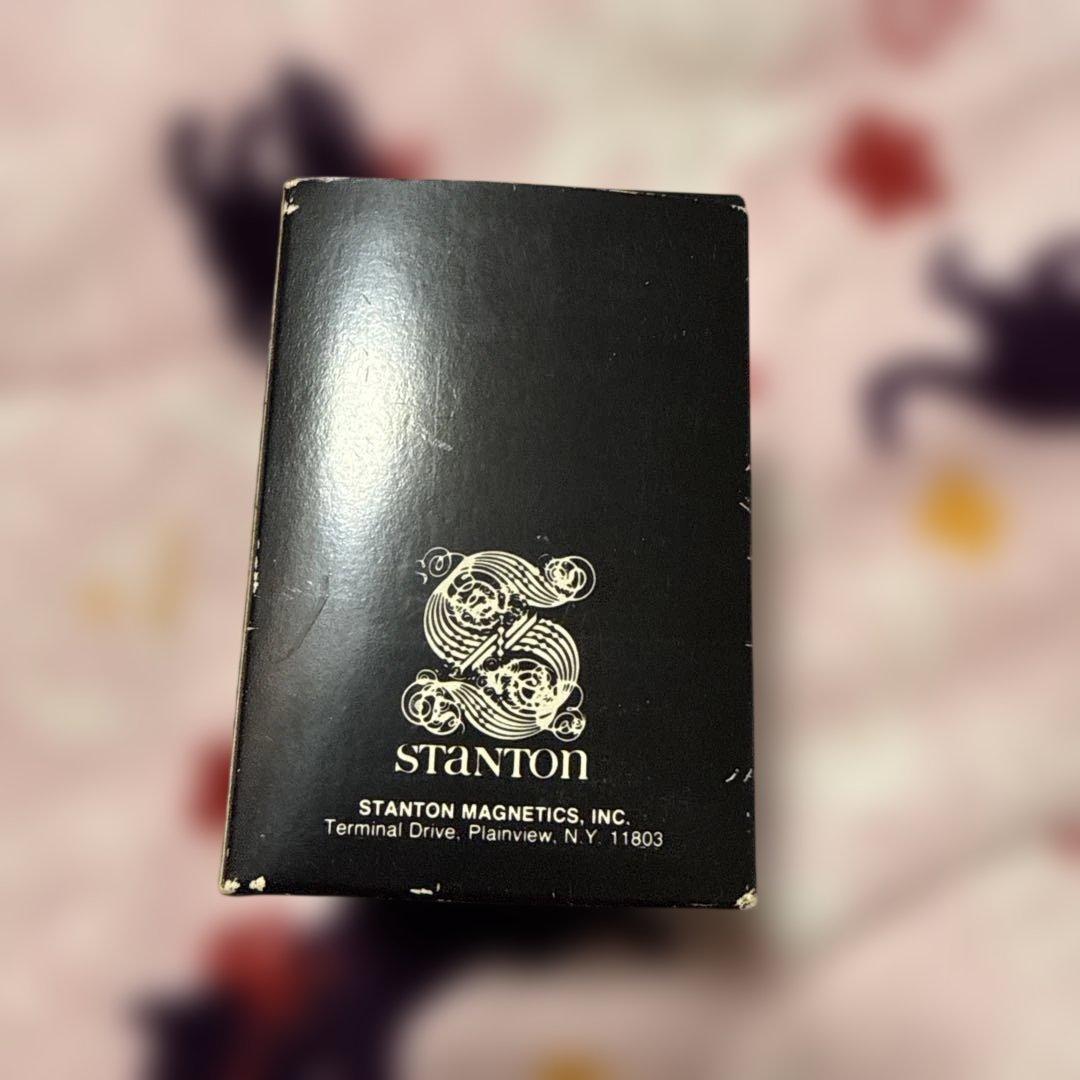 STANTON
STANTON MAGNETICS, INC.
Terminal Drive, Plainview, N.Y. 11803